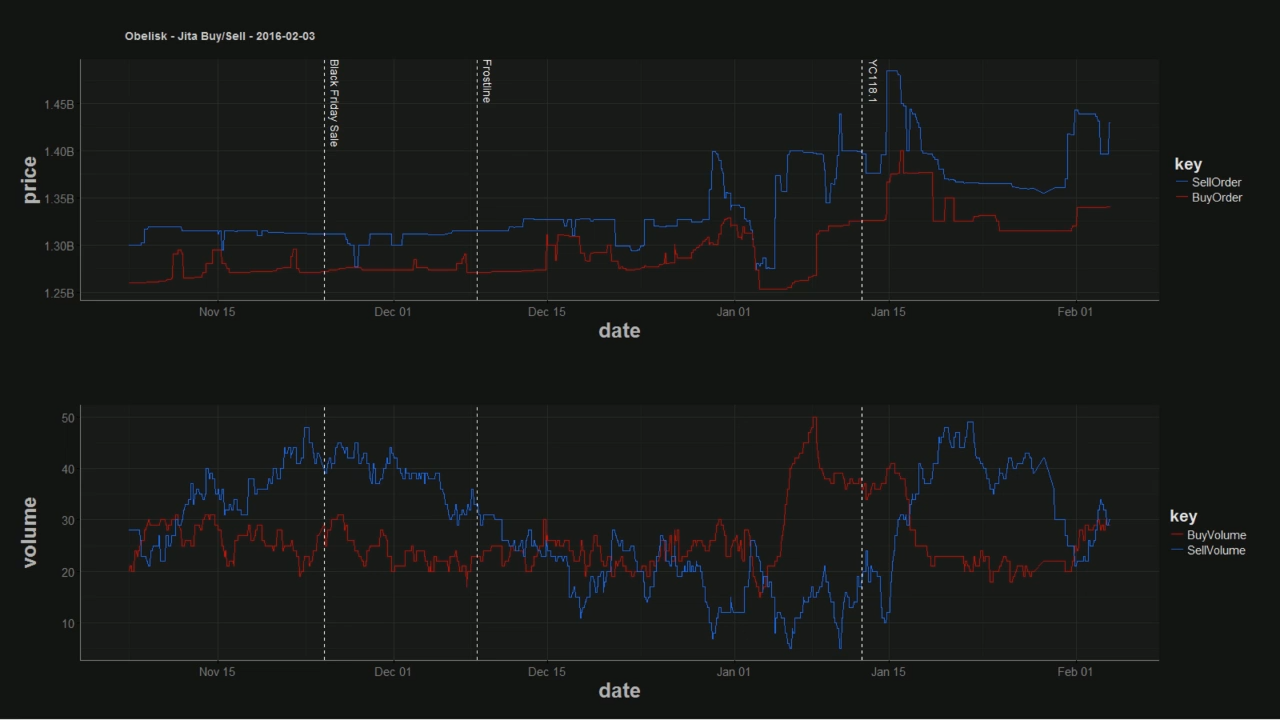 Obelisk - Jita Buy/Sell - 2016-02-03
Black Friday Sale
Frostline
YC118.1
price
1.45B
1.40B
1.35B
1.30B
1.25B
Nov 15
Dec 01
Dec 15
Jan 01
Jan 15
Feb 01
date
key
SellOrder
BuyOrder
volume
50
40
30
20
10
Nov 15
Dec 01
Dec 15
Jan 01
Jan 15
Feb 01
date
key
BuyVolume
SellVolume